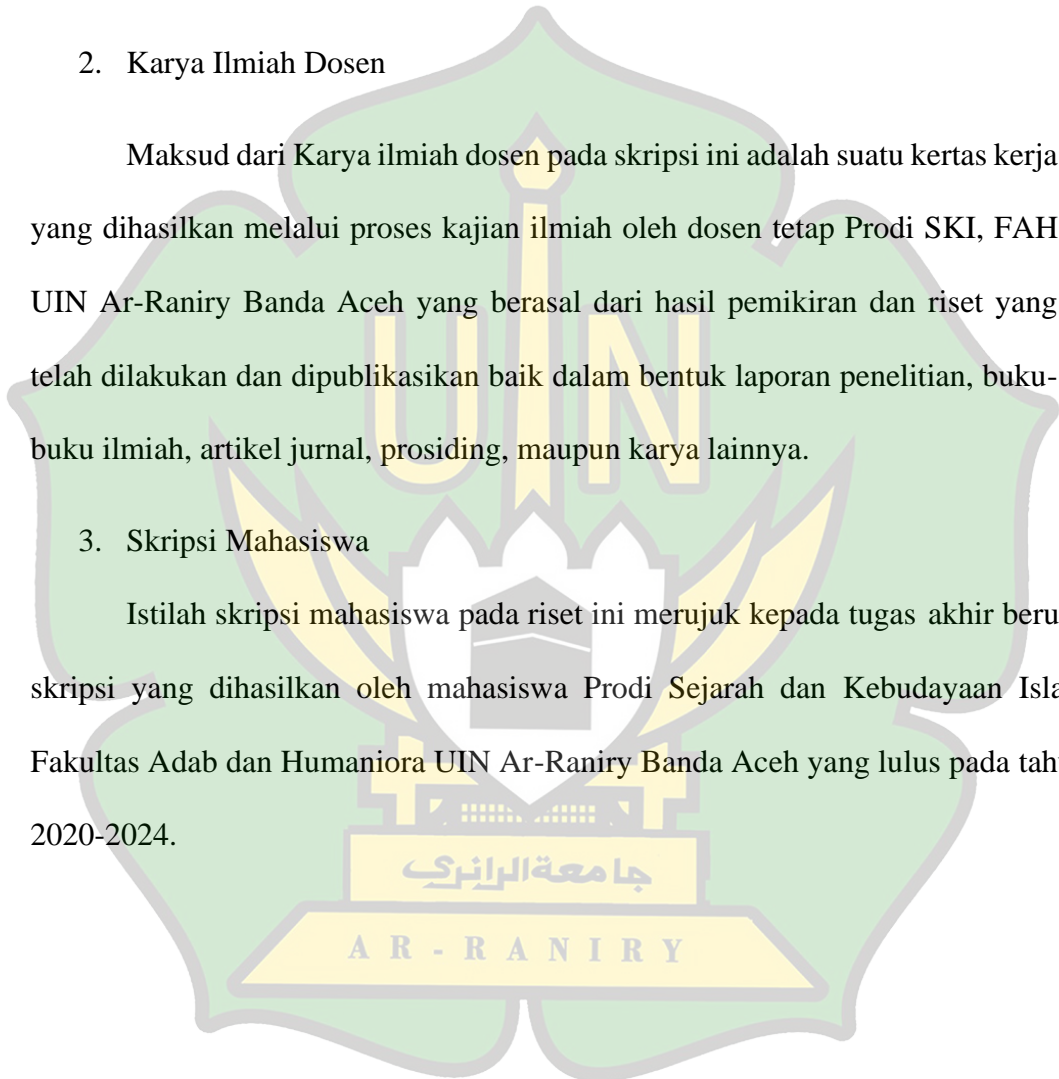 2. Karya Ilmiah Dosen
Maksud dari Karya ilmiah dosen pada skripsi ini adalah suatu kertas kerja
yang dihasilkan melalui proses kajian ilmiah oleh dosen tetap Prodi SKI, FAH
UIN Ar-Raniry Banda Aceh yang berasal dari hasil pemikiran dan riset yang
telah dilakukan dan dipublikasikan baik dalam bentuk laporan penelitian, buku-
buku ilmiah, artikel jurnal, prosiding, maupun karya lainnya.
3. Skripsi Mahasiswa
Istilah skripsi mahasiswa pada riset ini merujuk kepada tugas akhir beru
skripsi yang dihasilkan oleh mahasiswa Prodi Sejarah dan Kebudayaan Isla
Fakultas Adab dan Humaniora UIN Ar-Raniry Banda Aceh yang lulus pada tah
2020-2024.
UIN
جامعةالرانري
AR-RANIRY